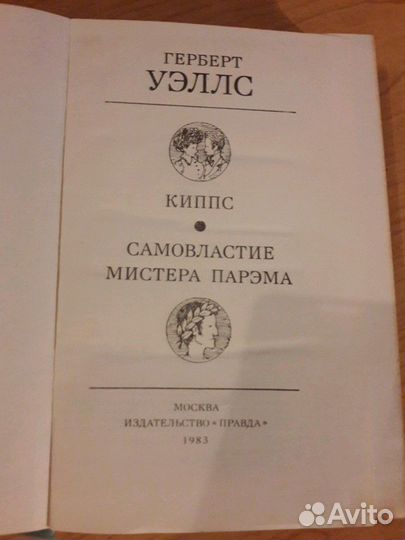 ГЕРБЕРТ
УЭЛЛС
КИППС
САМОВЛАСТИЕ
МИСТЕРА ПАРЭМА
МОСКВА
ИЗДАТЕЛЬСТВО «ПРАВДА»
1983
Avito